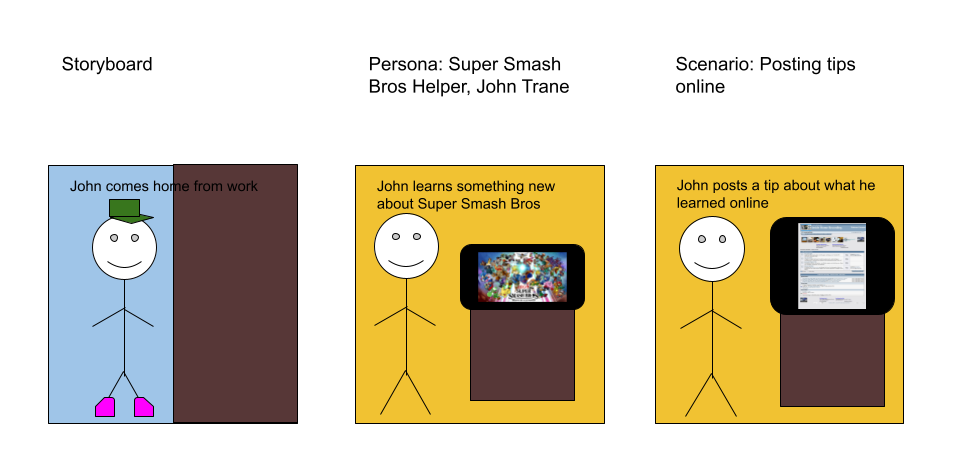 Storyboard
Persona: Super Smash
Bros Helper, John Trane
Scenario: Posting tips
online
John comes home from work
John learns something new
about Super Smash Bros
John posts a tip about what he
learned online